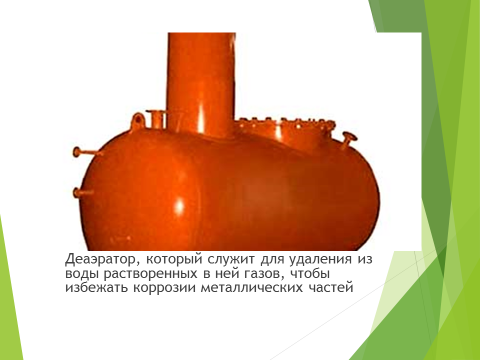 Деаэратор, который служит для удаления из
воды растворенных в ней газов, чтобы
избежать коррозии металлических частей